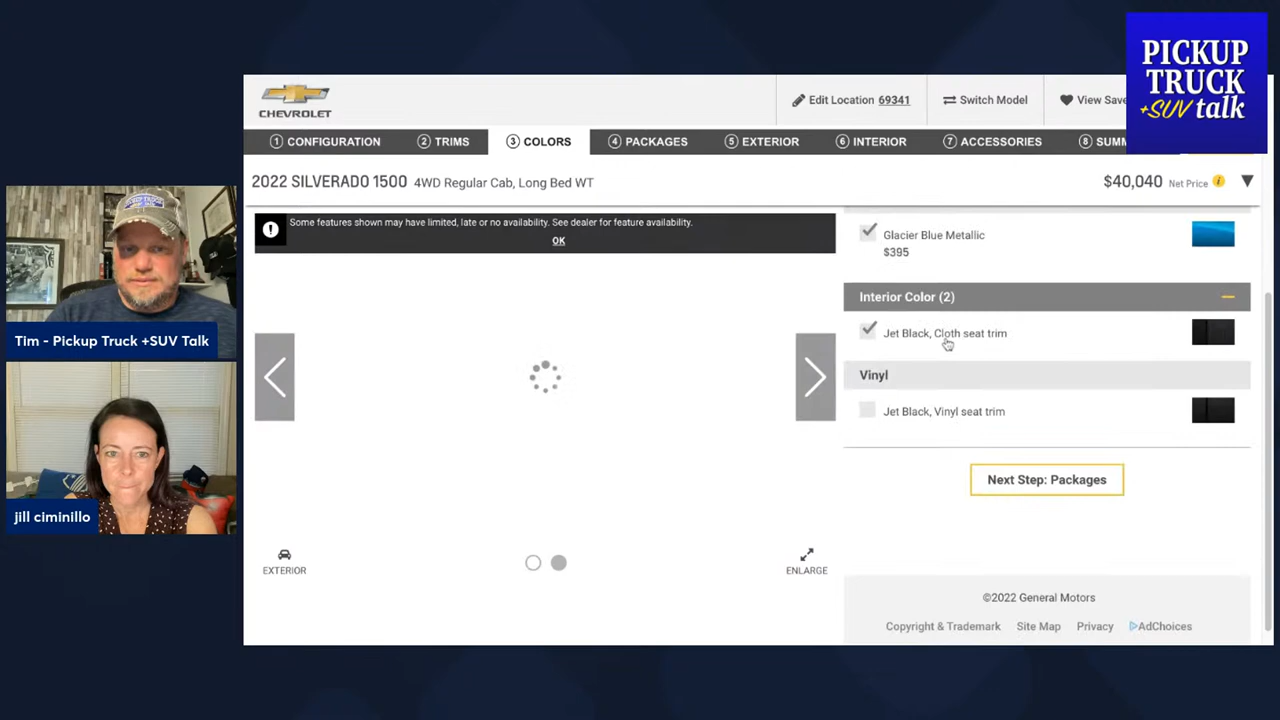 PICKUP
TRUCK
+SUV talk
CHEVROLET
Edit Location 69341
Switch Model
View Save
1 CONFIGURATION
2 TRIMS
3 COLORS
4 PACKAGES
5 EXTERIOR
6 INTERIOR
7 ACCESSORIES
8 SUMM
2022 SILVERADO 1500 4WD Regular Cab, Long Bed WT
$40,040 Net Price i
Some features shown may have limited, late or no availability. See dealer for feature availability.
OK
Glacier Blue Metallic
$395
Interior Color (2)
Jet Black, Cloth seat trim
Vinyl
Jet Black, Vinyl seat trim
Next Step: Packages
EXTERIOR
ENLARGE
©2022 General Motors
Copyright & Trademark Site Map Privacy AdChoices
Tim - Pickup Truck +SUV Talk
jill ciminillo